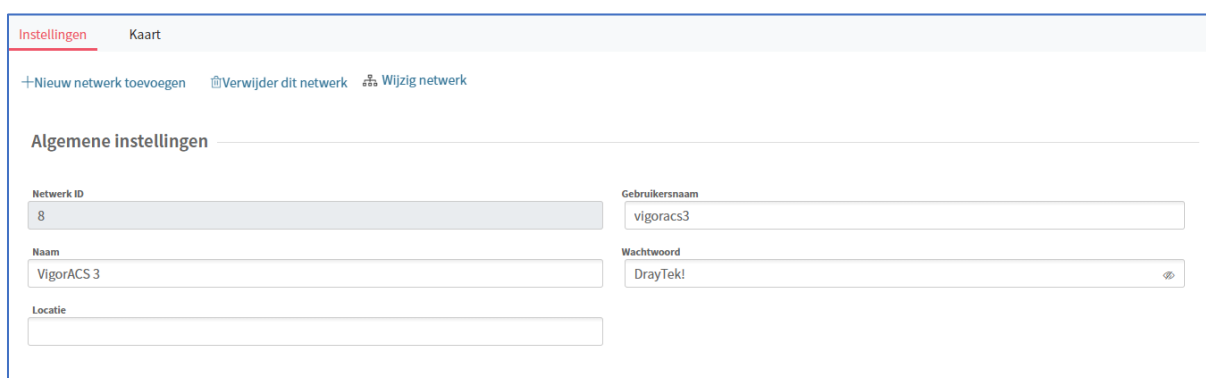 Instellingen Kaart
Nieuw netwerk toevoegen Verwijder dit netwerk Wijzig netwerk
Algemene instellingen
Netwerk ID Gebruikersnaam
8 vigoracs3
Naam Wachtwoord
VigorACS 3 DrayTek!
Locatie